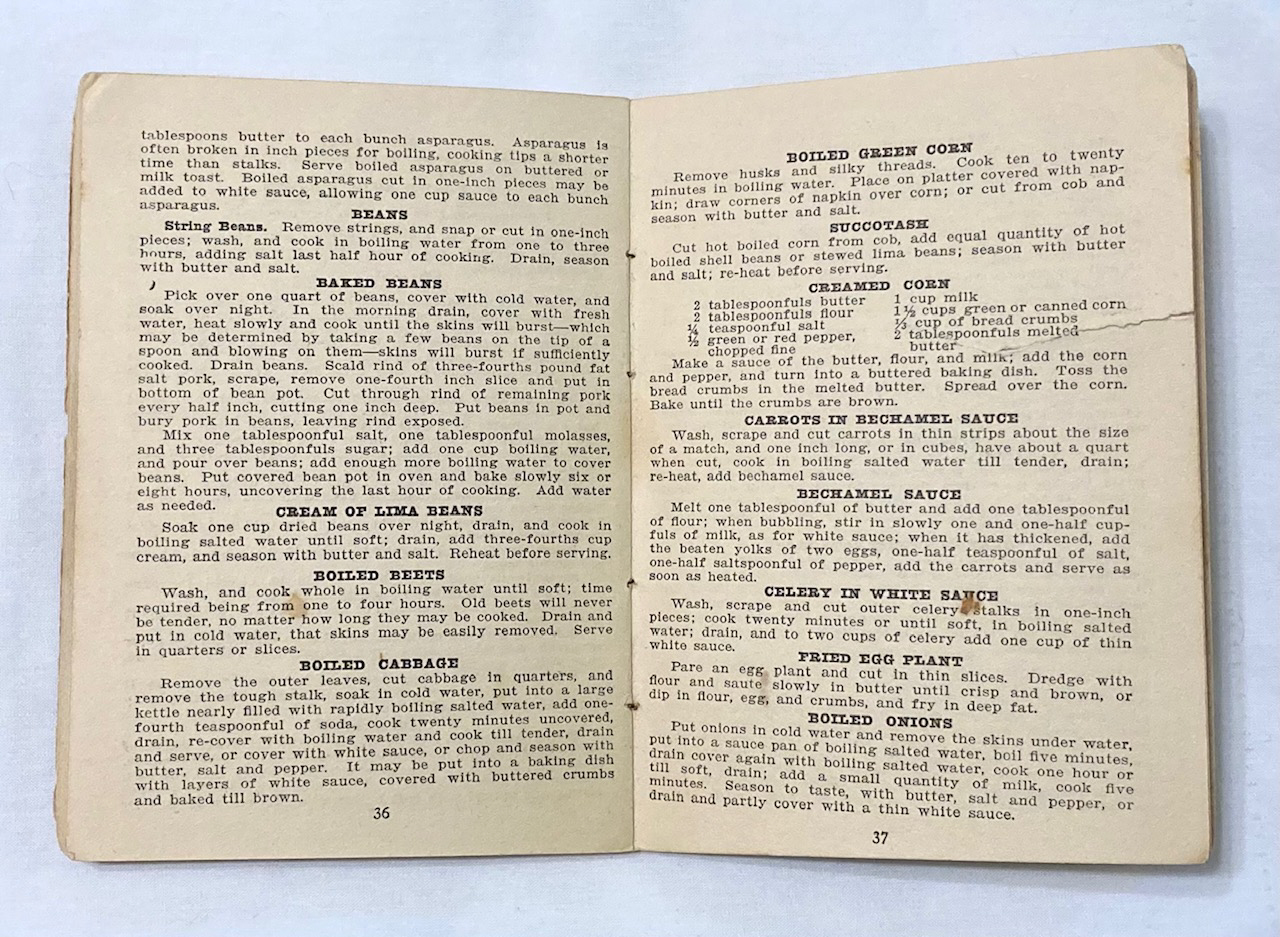 tablespoons butter to each bunch asparagus. Asparagus is
often broken in inch pieces for boiling, cooking tips a shorter
time than stalks. Serve boiled asparagus on buttered or
milk toast. Boiled asparagus cut in one-inch pieces may be
added to white sauce, allowing one cup sauce to each bunch
asparagus.
BEANS
String Beans. Remove strings, and snap or cut in one-inch
pieces; wash, and cook in boiling water from one to three
hours, adding salt last half hour of cooking. Drain, season
with butter and salt.
BAKED BEANS
Pick over one quart of beans, cover with cold water, and
soak over night. In the morning drain, cover with fresh
water, heat slowly and cook until the skins will burst—which
may be determined by taking a few beans on the tip of a
spoon and blowing on them—skins will burst if sufficiently
cooked. Drain beans. Scald rind of three-fourths pound fat
salt pork, scrape, remove one-fourth inch slice and put in
bottom of bean pot. Cut through rind of remaining pork
every half inch, cutting one inch deep. Put beans in pot and
bury pork in beans, leaving rind exposed.
Mix one tablespoonful salt, one tablespoonful molasses,
and three tablespoonfuls sugar; add one cup boiling water,
and pour over beans; add enough more boiling water to cover
beans. Put covered bean pot in oven and bake slowly six or
eight hours, uncovering the last hour of cooking. Add water
as needed.
CREAM OF LIMA BEANS
Soak one cup dried beans over night, drain, and cook in
boiling salted water until soft; drain, add three-fourths cup
cream, and season with butter and salt. Reheat before serving.
BOILED BEETS
Wash, and cook whole in boiling water until soft; time
required being from one to four hours. Old beets will never
be tender, no matter how long they may be cooked. Drain and
put in cold water, that skins may be easily removed. Serve
in quarters or slices.
BOILED CABBAGE
Remove the outer leaves, cut cabbage in quarters, and
remove the tough stalk, soak in cold water, put into a large
kettle nearly filled with rapidly boiling salted water, add one-
fourth teaspoonful of soda, cook twenty minutes uncovered,
drain, re-cover with boiling water and cook till tender, drain
and serve, or cover with white sauce, or chop and season with
butter, salt and pepper. It may be put into a baking dish
with layers of white sauce, covered with buttered crumbs
and baked till brown.
36
BOILED GREEN CORN
Remove husks and silky threads. Cook ten to twenty
minutes in boiling water. Place on platter covered with nap-
kin; draw corners of napkin over corn; or cut from cob and
season with butter and salt.
SUCCOTASH
Cut hot boiled corn from cob, add equal quantity of hot
boiled shell beans or stewed lima beans; season with butter
and salt; re-heat before serving.
CREAMED CORN
2 tablespoonfuls butter
2 tablespoonfuls flour
¼ teaspoonful salt
½ green or red pepper,
chopped fine
1 cup milk
1½ cups green or canned corn
⅓ cup of bread crumbs
2 tablespoonfuls melted
butter
Make a sauce of the butter, flour, and milk; add the corn
and pepper, and turn into a buttered baking dish. Toss the
bread crumbs in the melted butter. Spread over the corn.
Bake until the crumbs are brown.
CARROTS IN BECHAMEL SAUCE
Wash, scrape and cut carrots in thin strips about the size
of a match, and one inch long, or in cubes, have about a quart
when cut, cook in boiling salted water till tender, drain;
re-heat, add bechamel sauce.
BECHAMEL SAUCE
Melt one tablespoonful of butter and add one tablespoonful
of flour; when bubbling, stir in slowly one and one-half cup-
fuls of milk, as for white sauce; when it has thickened, add
the beaten yolks of two eggs, one-half teaspoonful of salt,
one-half saltspoonful of pepper, add the carrots and serve as
soon as heated.
CELERY IN WHITE SAUCE
Wash, scrape and cut outer celery stalks in one-inch
pieces; cook twenty minutes or until soft, in boiling salted
water; drain, and to two cups of celery add one cup of thin
white sauce.
FRIED EGG PLANT
Pare an egg plant and cut in thin slices. Dredge with
flour and saute slowly in butter until crisp and brown, or
dip in flour, egg, and crumbs, and fry in deep fat.
BOILED ONIONS
Put onions in cold water and remove the skins under water,
put into a sauce pan of boiling salted water, boil five minutes,
drain cover again with boiling salted water, cook one hour or
till soft, drain; add a small quantity of milk, cook five
minutes. Season to taste, with butter, salt and pepper, or
drain and partly cover with a thin white sauce.
37